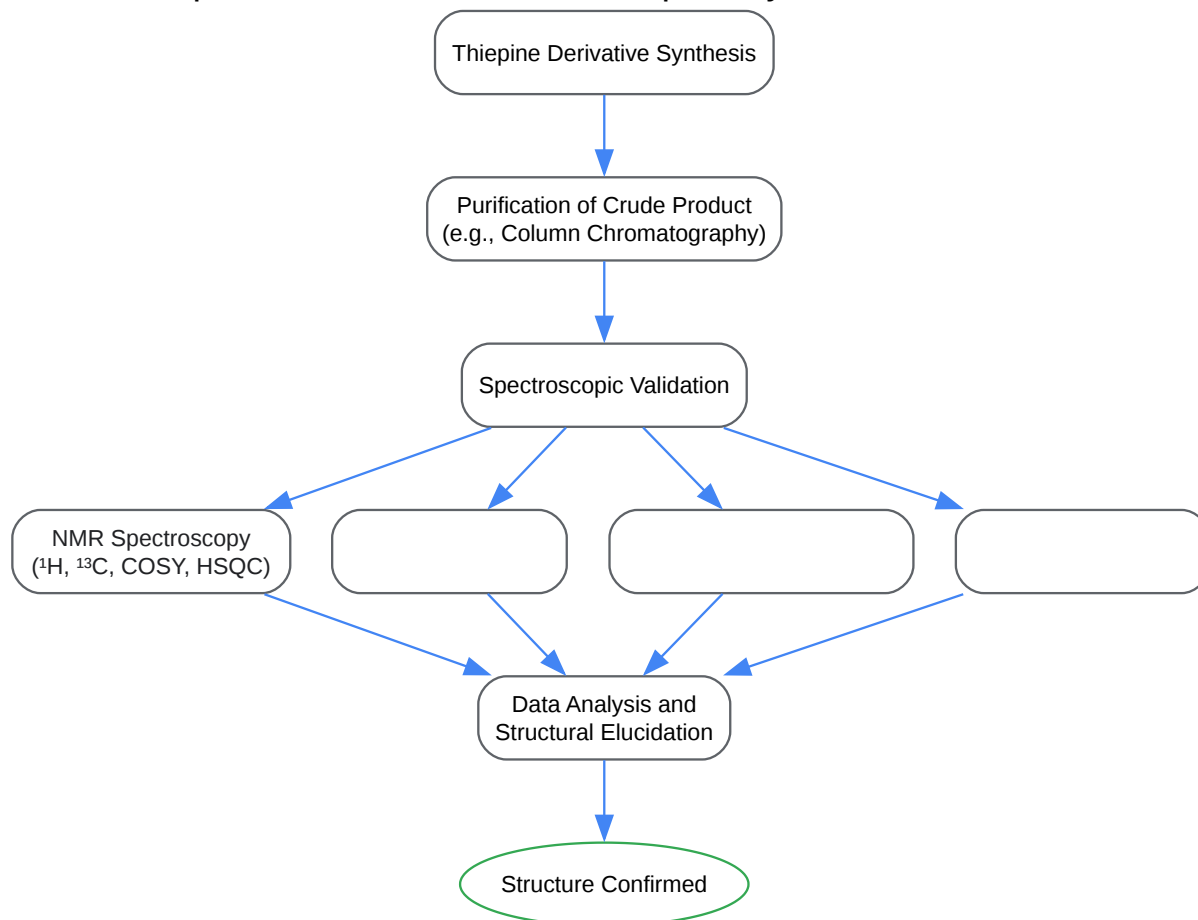 Thiepine Derivative Synthesis
Purification of Crude Product
(e.g., Column Chromatography)
Spectroscopic Validation
NMR Spectroscopy
(¹H, ¹³C, COSY, HSQC)
Data Analysis and
Structural Elucidation
Structure Confirmed